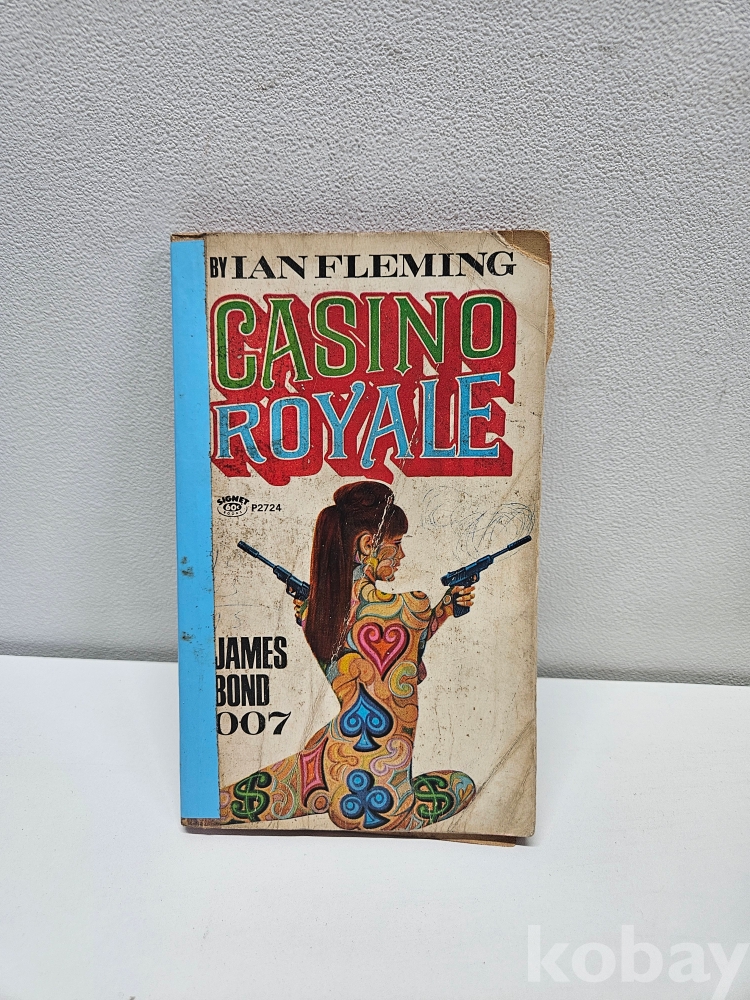 BY IAN FLEMING
CASINO
ROYALE
SIGNET
60¢
P2724
JAMES
BOND
007
$ $
kobay